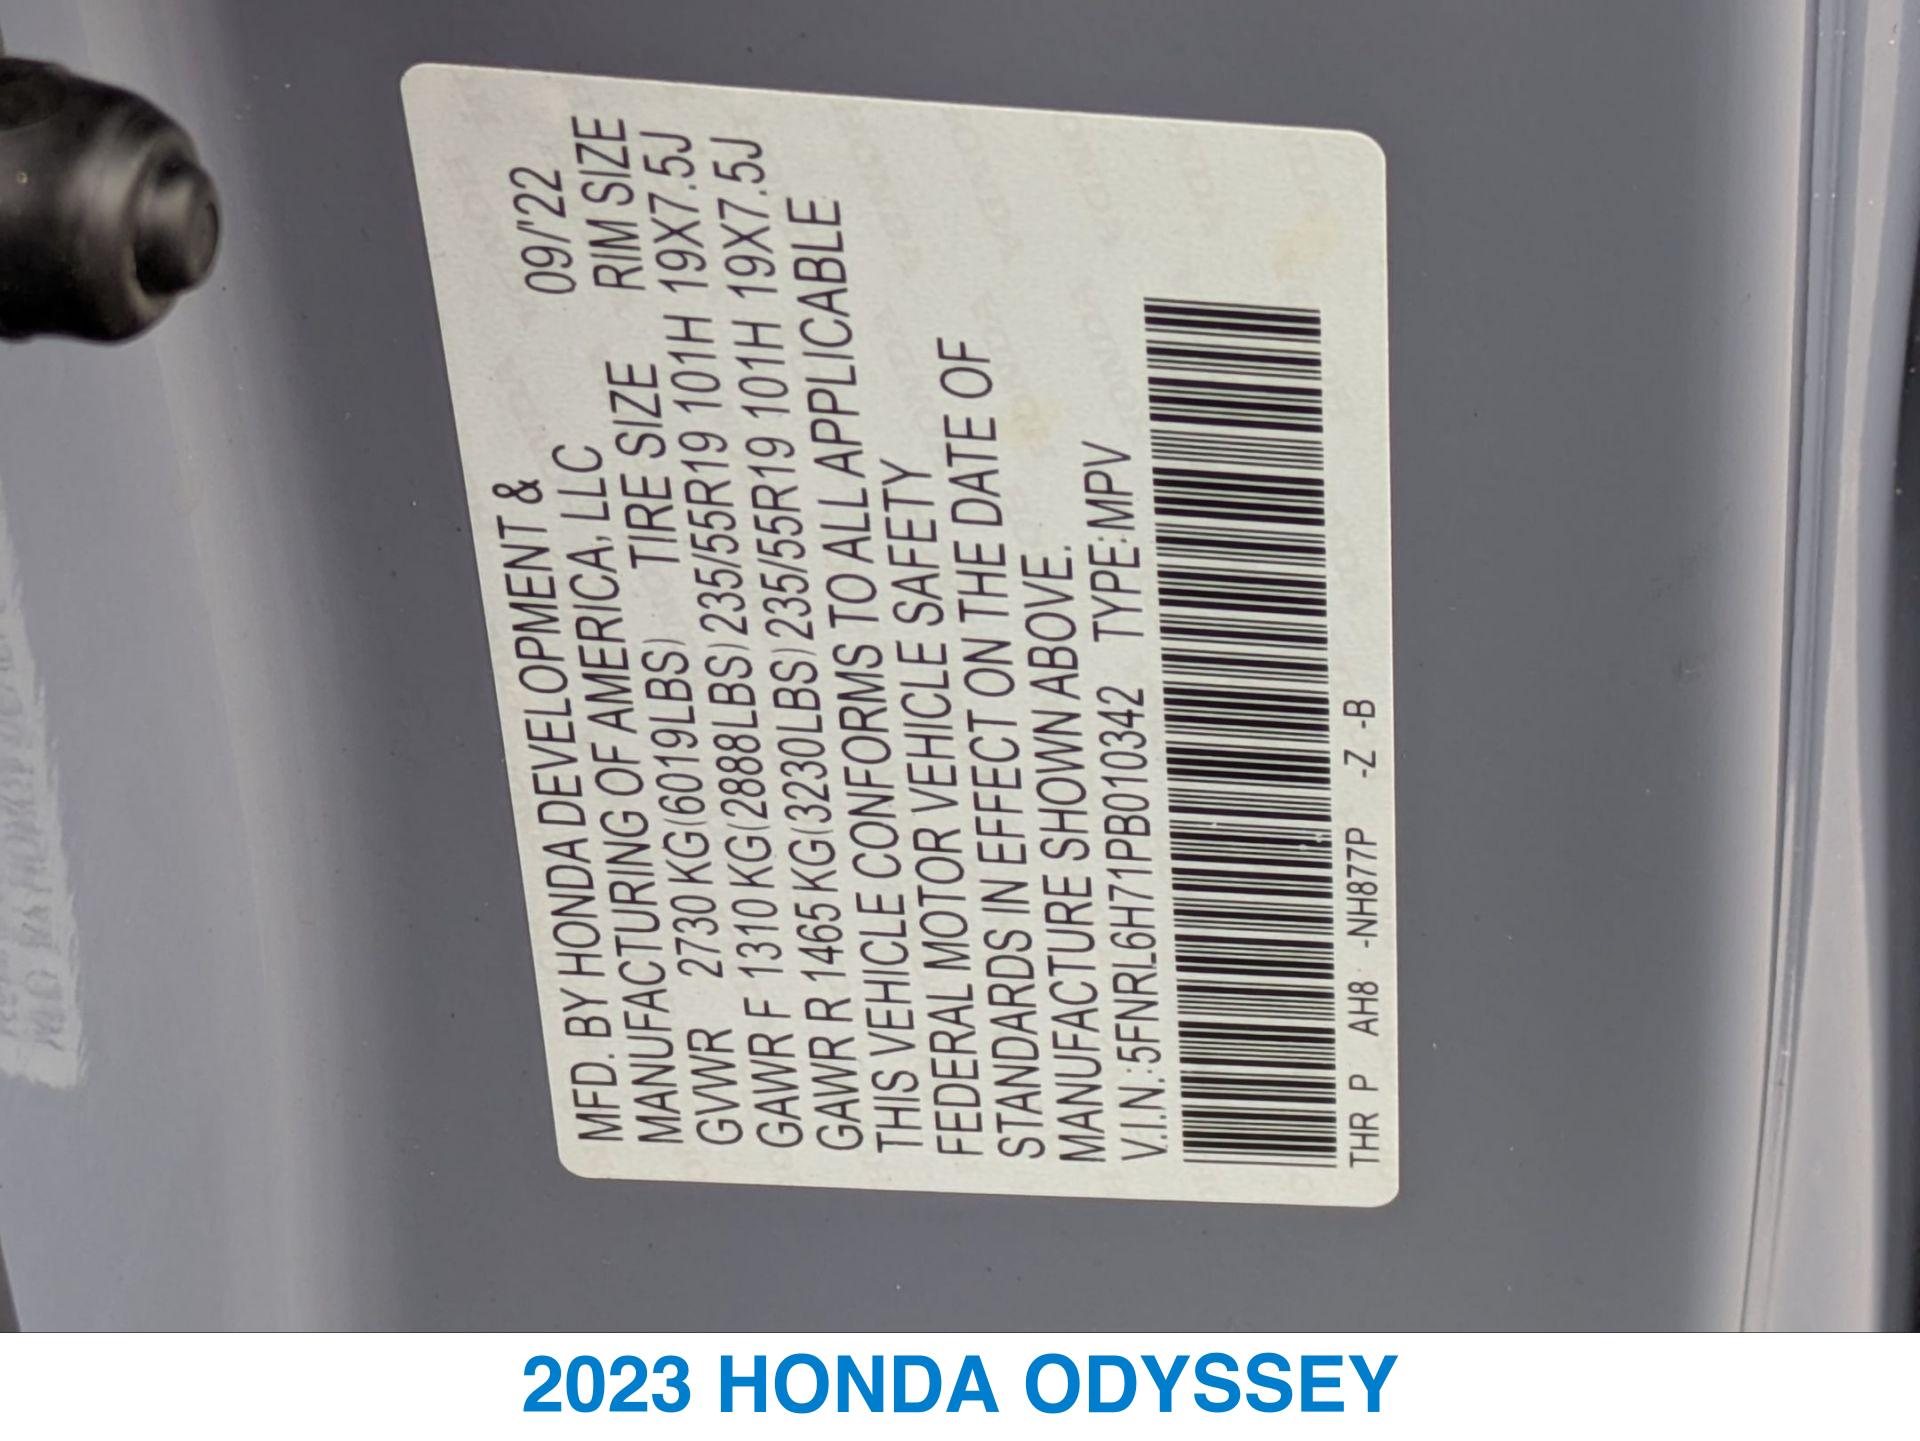 MFD. BY HONDA DEVELOPMENT & 09/'22
MANUFACTURING OF AMERICA, LLC RIM SIZE
GVWR 2730 KG(6019LBS) TIRE SIZE
GAWR F 1310 KG(2888LBS) 235/55R19 101H 19X7.5J
GAWR R 1465 KG(3230LBS) 235/55R19 101H 19X7.5J
THIS VEHICLE CONFORMS TO ALL APPLICABLE
FEDERAL MOTOR VEHICLE SAFETY
STANDARDS IN EFFECT ON THE DATE OF
MANUFACTURE SHOWN ABOVE.
V.I.N.:5FNRL6H71PB010342 TYPE:MPV
THR P AH8 -NH877P -Z -B
2023 HONDA ODYSSEY